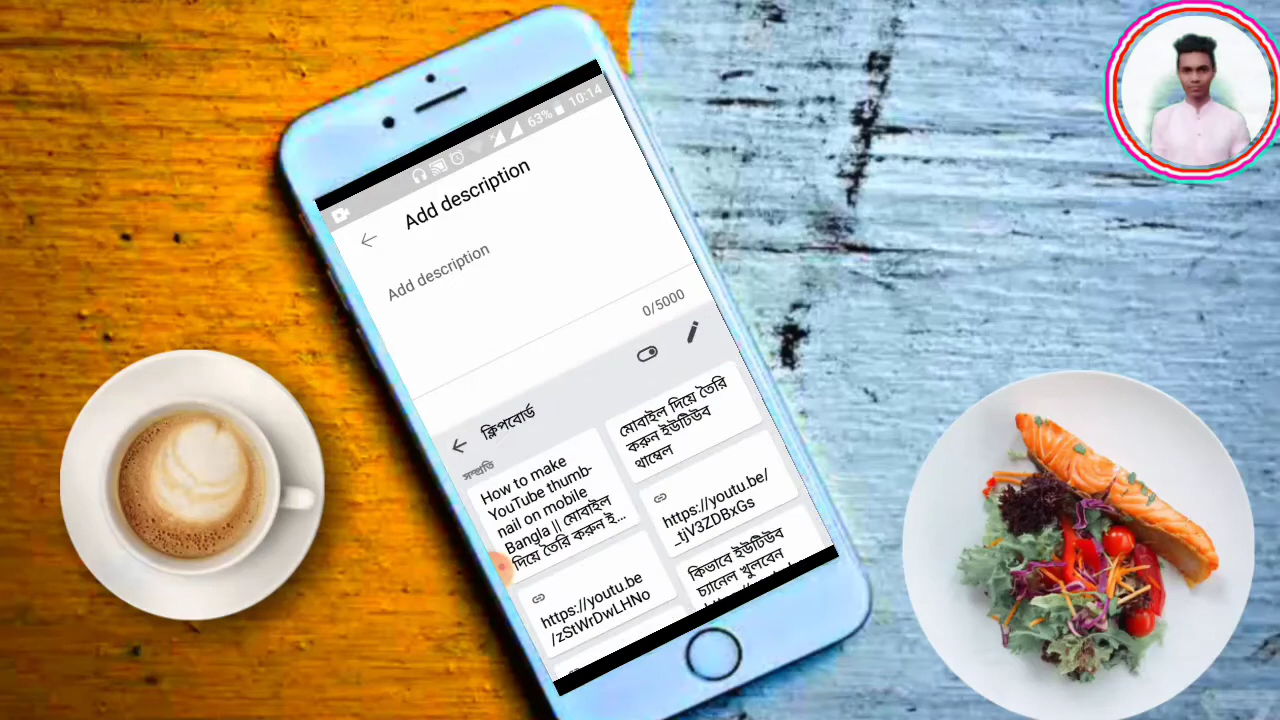 63% 10:14
Add description
Add description
0/5000
ক্লিপবোর্ড
সম্প্রতি
How to make
YouTube thumb-
nail on mobile
Bangla || মোবাইল
দিয়ে তৈরি করুন ই...
মোবাইল দিয়ে তৈরি
করুন ইউটিউব
থাম্বেল
https://youtu.be/
_tjV3ZDBxGs
https://youtu.be
/zStWrDwLHNo
কিভাবে ইউটিউব
চ্যানেল খুলবেন